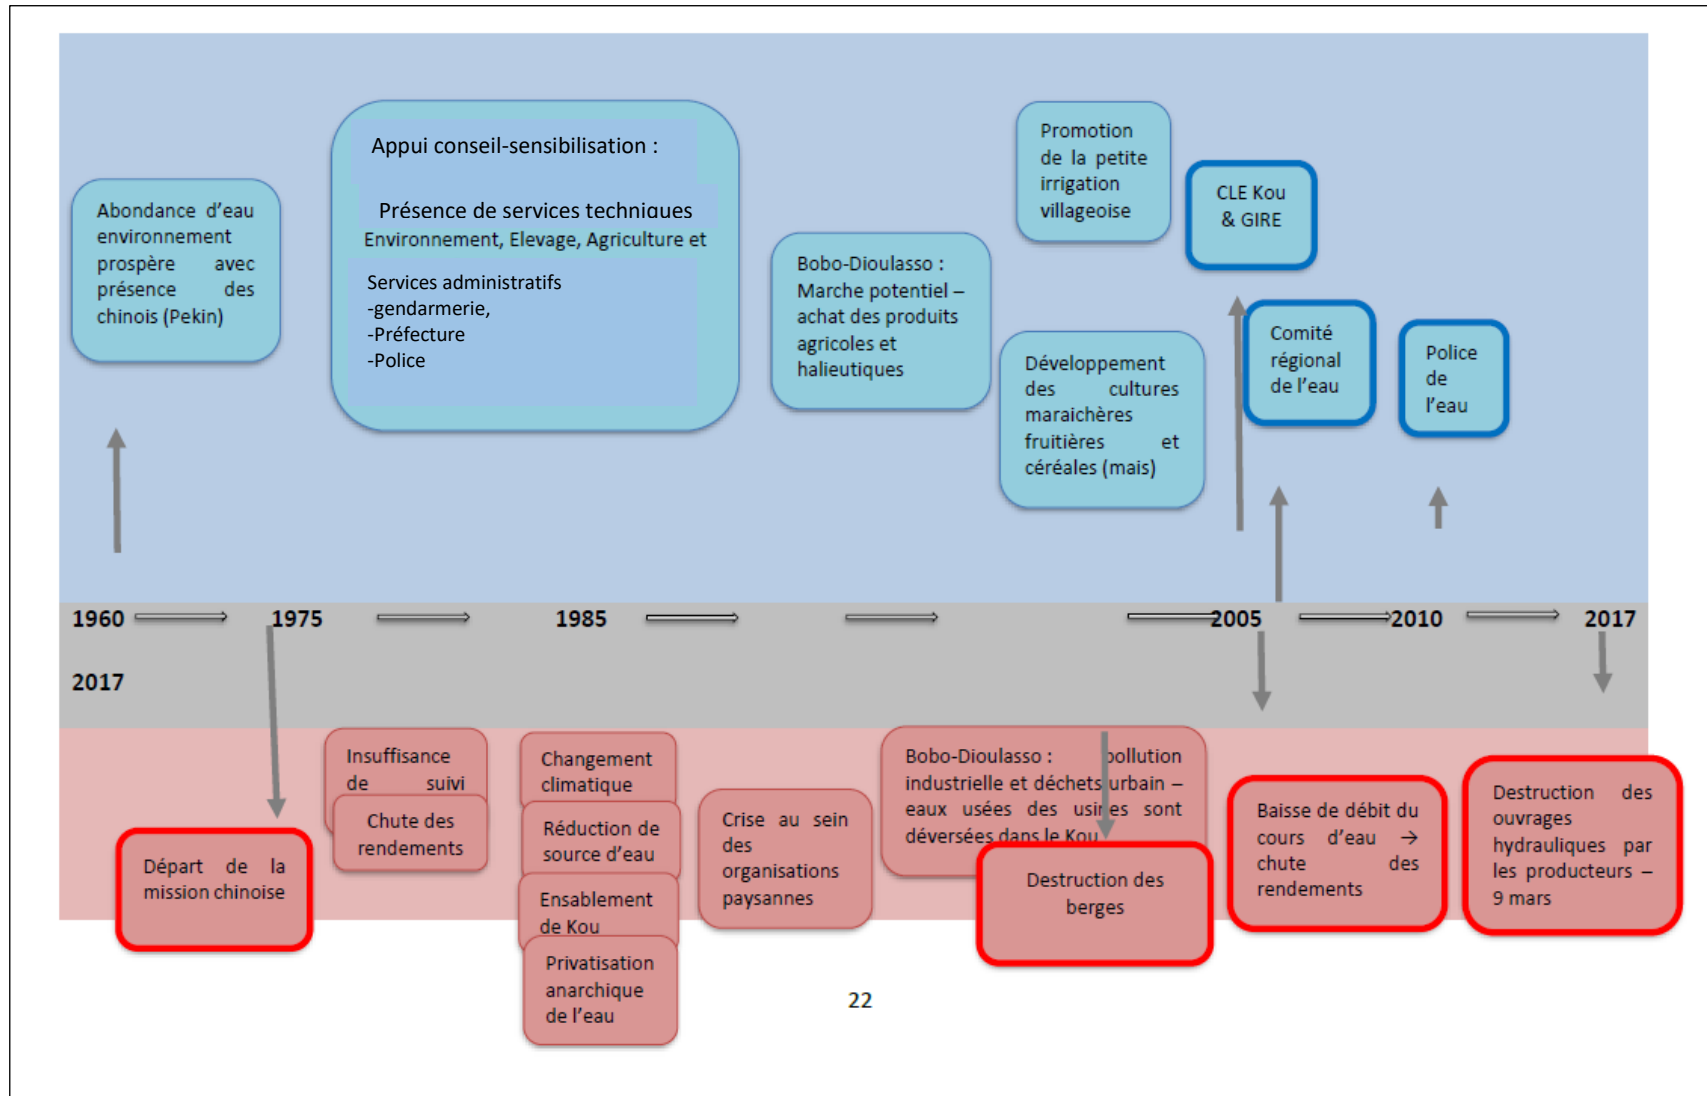 Abondance d'eau
environnement
prospère avec
présence des
chinois (Pekin)
Appui conseil-sensibilisation :
Présence de services techniques
Environnement, Elevage, Agriculture et
Services administratifs
-gendarmerie,
-Préfecture
-Police
Bobo-Dioulasso :
Marche potentiel –
achat des produits
agricoles et
halieutiques
Promotion
de la petite
irrigation
villageoise
Développement
des cultures
maraichères
fruitières et
céréales (mais)
CLE Kou
& GIRE
Comité
régional
de l'eau
Police
de
l'eau
1960 1975 1985 2005 2010 2017
2017
Départ de la
mission chinoise
Insuffisance
de suivi
Chute des
rendements
Changement
climatique
Réduction de
source d'eau
Ensablement
de Kou
Privatisation
anarchique
de l'eau
Crise au sein
des
organisations
paysannes
Bobo-Dioulasso : pollution
industrielle et déchets urbain –
eaux usées des usines sont
déversées dans le Kou
Destruction des
berges
Baisse de débit du
cours d'eau →
chute des
rendements
Destruction des
ouvrages
hydrauliques par
les producteurs –
9 mars
22